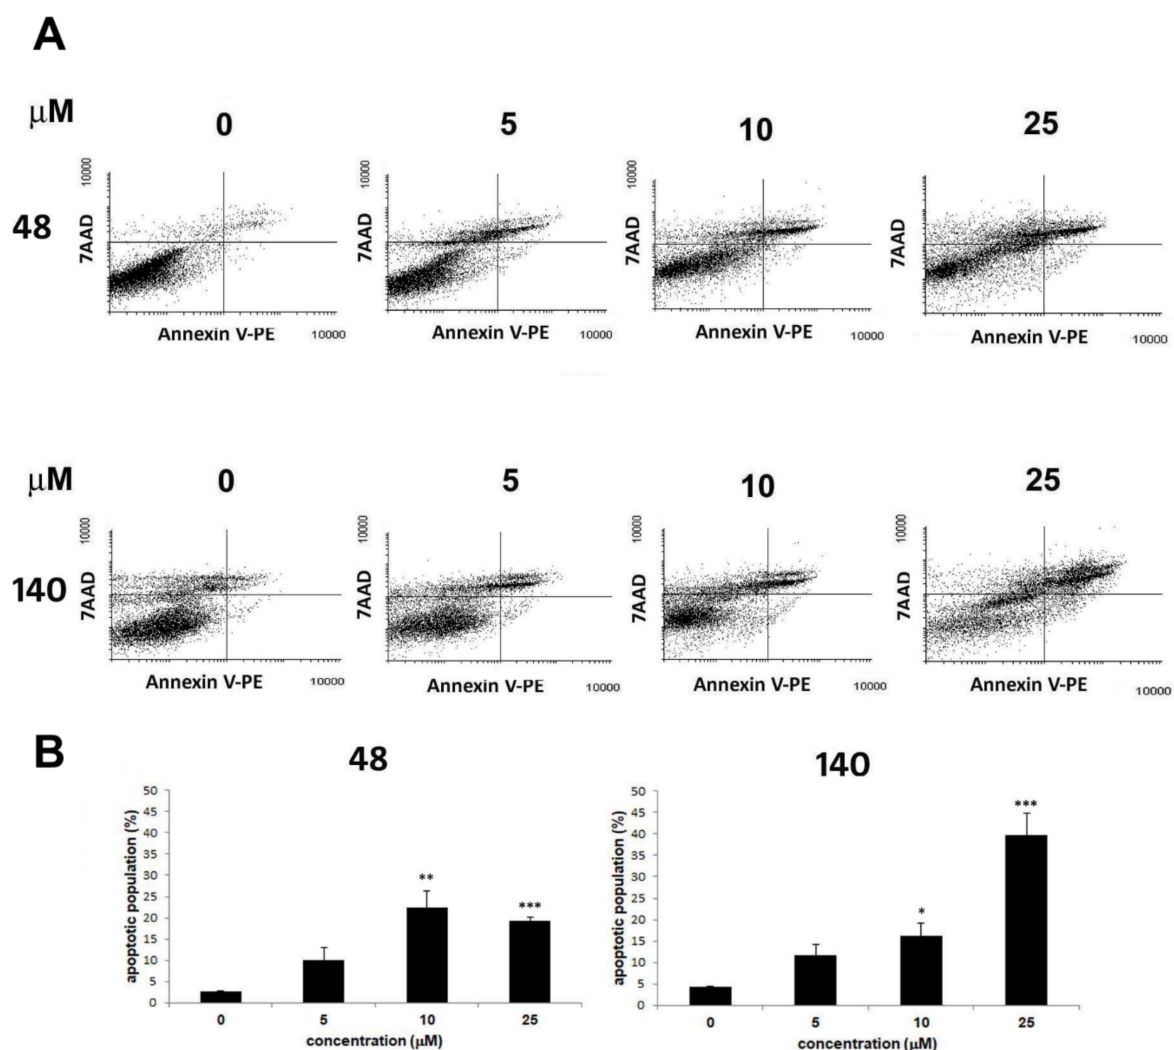 A
μM 0 5 10 25
48
10000 10000 10000 10000
7AAD 7AAD 7AAD 7AAD
Annexin V-PE 10000 Annexin V-PE 10000 Annexin V-PE 10000 Annexin V-PE 10000
μM 0 5 10 25
140
10000 10000 10000 10000
7AAD 7AAD 7AAD 7AAD
Annexin V-PE 10000 Annexin V-PE 10000 Annexin V-PE 10000 Annexin V-PE 10000
B
48
apoptotic population (%)
50
45
40
35
30
25
20
15
10
5
0
**
***
0 5 10 25
concentration (μM)
140
apoptotic population (%)
50
45
40
35
30
25
20
15
10
5
0
*
***
0 5 10 25
concentration (μM)